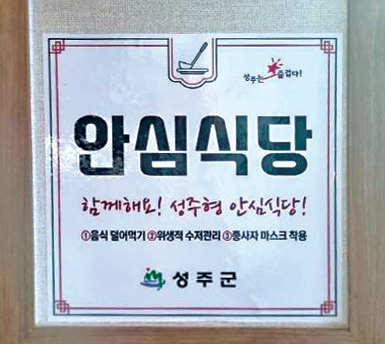 성주는 즐겁다!
안심식당
함께해요! 성주형 안심식당!
①음식 덜어먹기 ②위생적 수저관리 ③종사자 마스크 착용
성주군